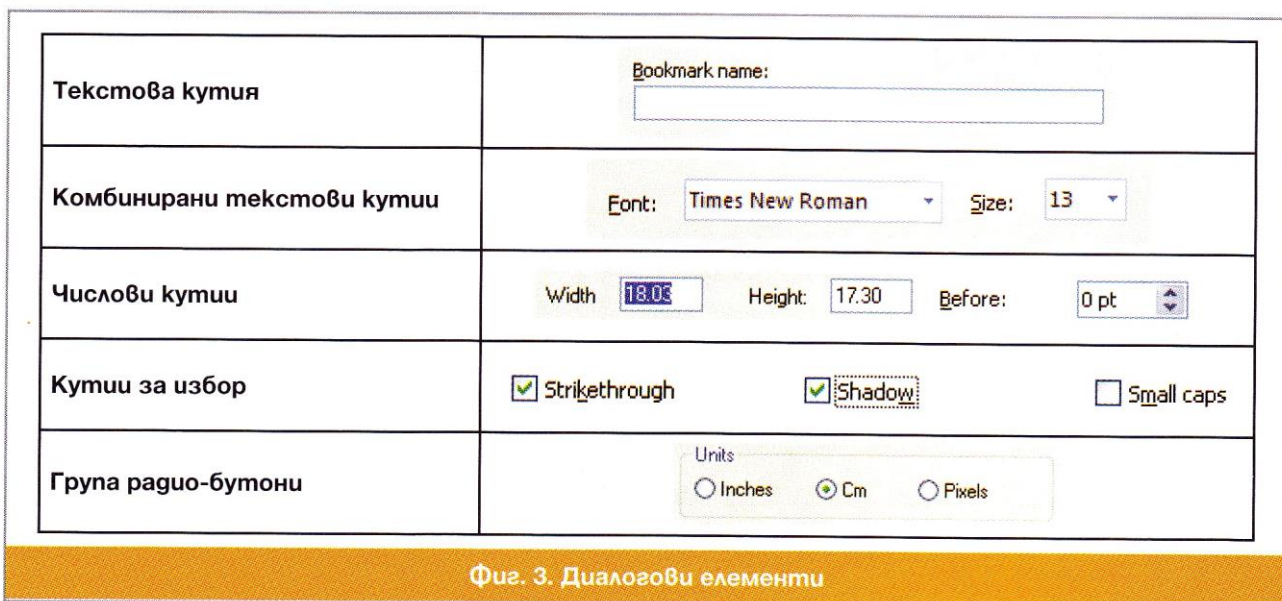 Текстова кутия
Bookmark name:
Комбинирани текстови кутии
Font: Times New Roman Size: 13
Числови кутии
Width 18.03 Height: 17.30 Before: 0 pt
Кутии за избор
Strikethrough Shadow Small caps
Група радио-бутони
Units
Inches Cm Pixels
Фиг. 3. Диалогови елементи